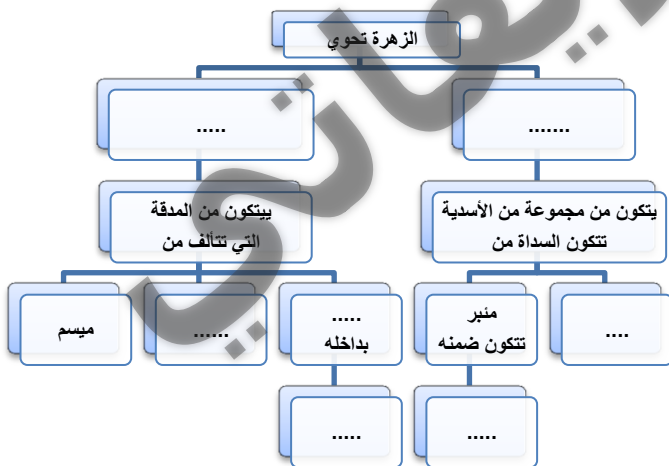 الزهرة تحوي
.......
.....
يتكون من مجموعة من الأسدية
تتكون السداة من
ييتكون من المدقة
التي تتألف من
....
مئبر
تتكون ضمنه
.....
بداخله
......
ميسم
.....
.....